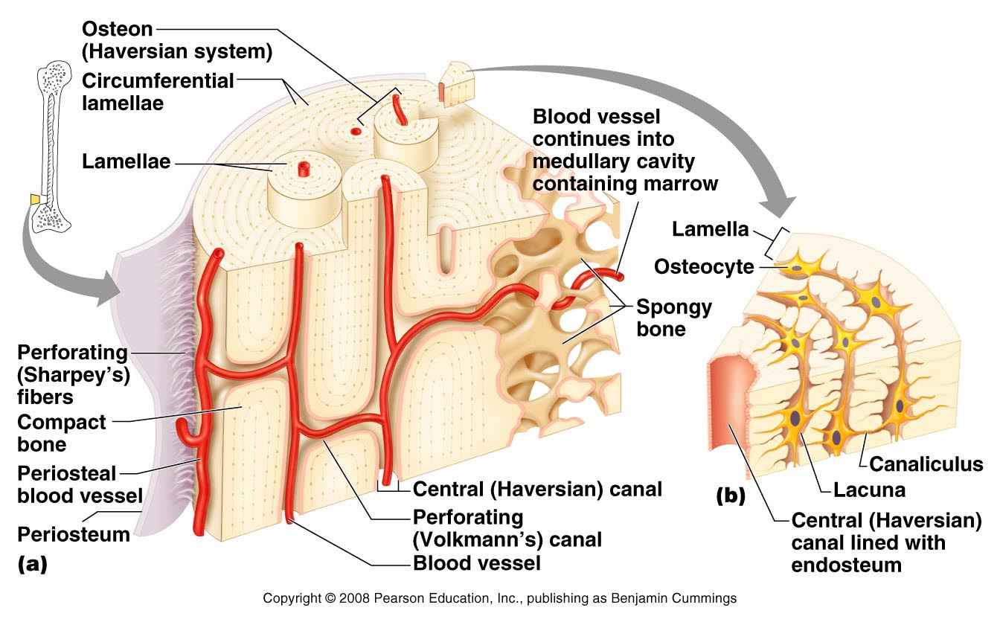 Osteon
(Haversian system)
Circumferential
lamellae
Lamellae
Blood vessel
continues into
medullary cavity
containing marrow
Lamella
Osteocyte
Spongy
bone
Perforating
(Sharpey's)
fibers
Compact
bone
Periosteal
blood vessel
Periosteum
(a)
Central (Haversian) canal
Perforating
(Volkmann's) canal
Blood vessel
Canaliculus
(b)
Lacuna
Central (Haversian)
canal lined with
endosteum
Copyright © 2008 Pearson Education, Inc., publishing as Benjamin Cummings